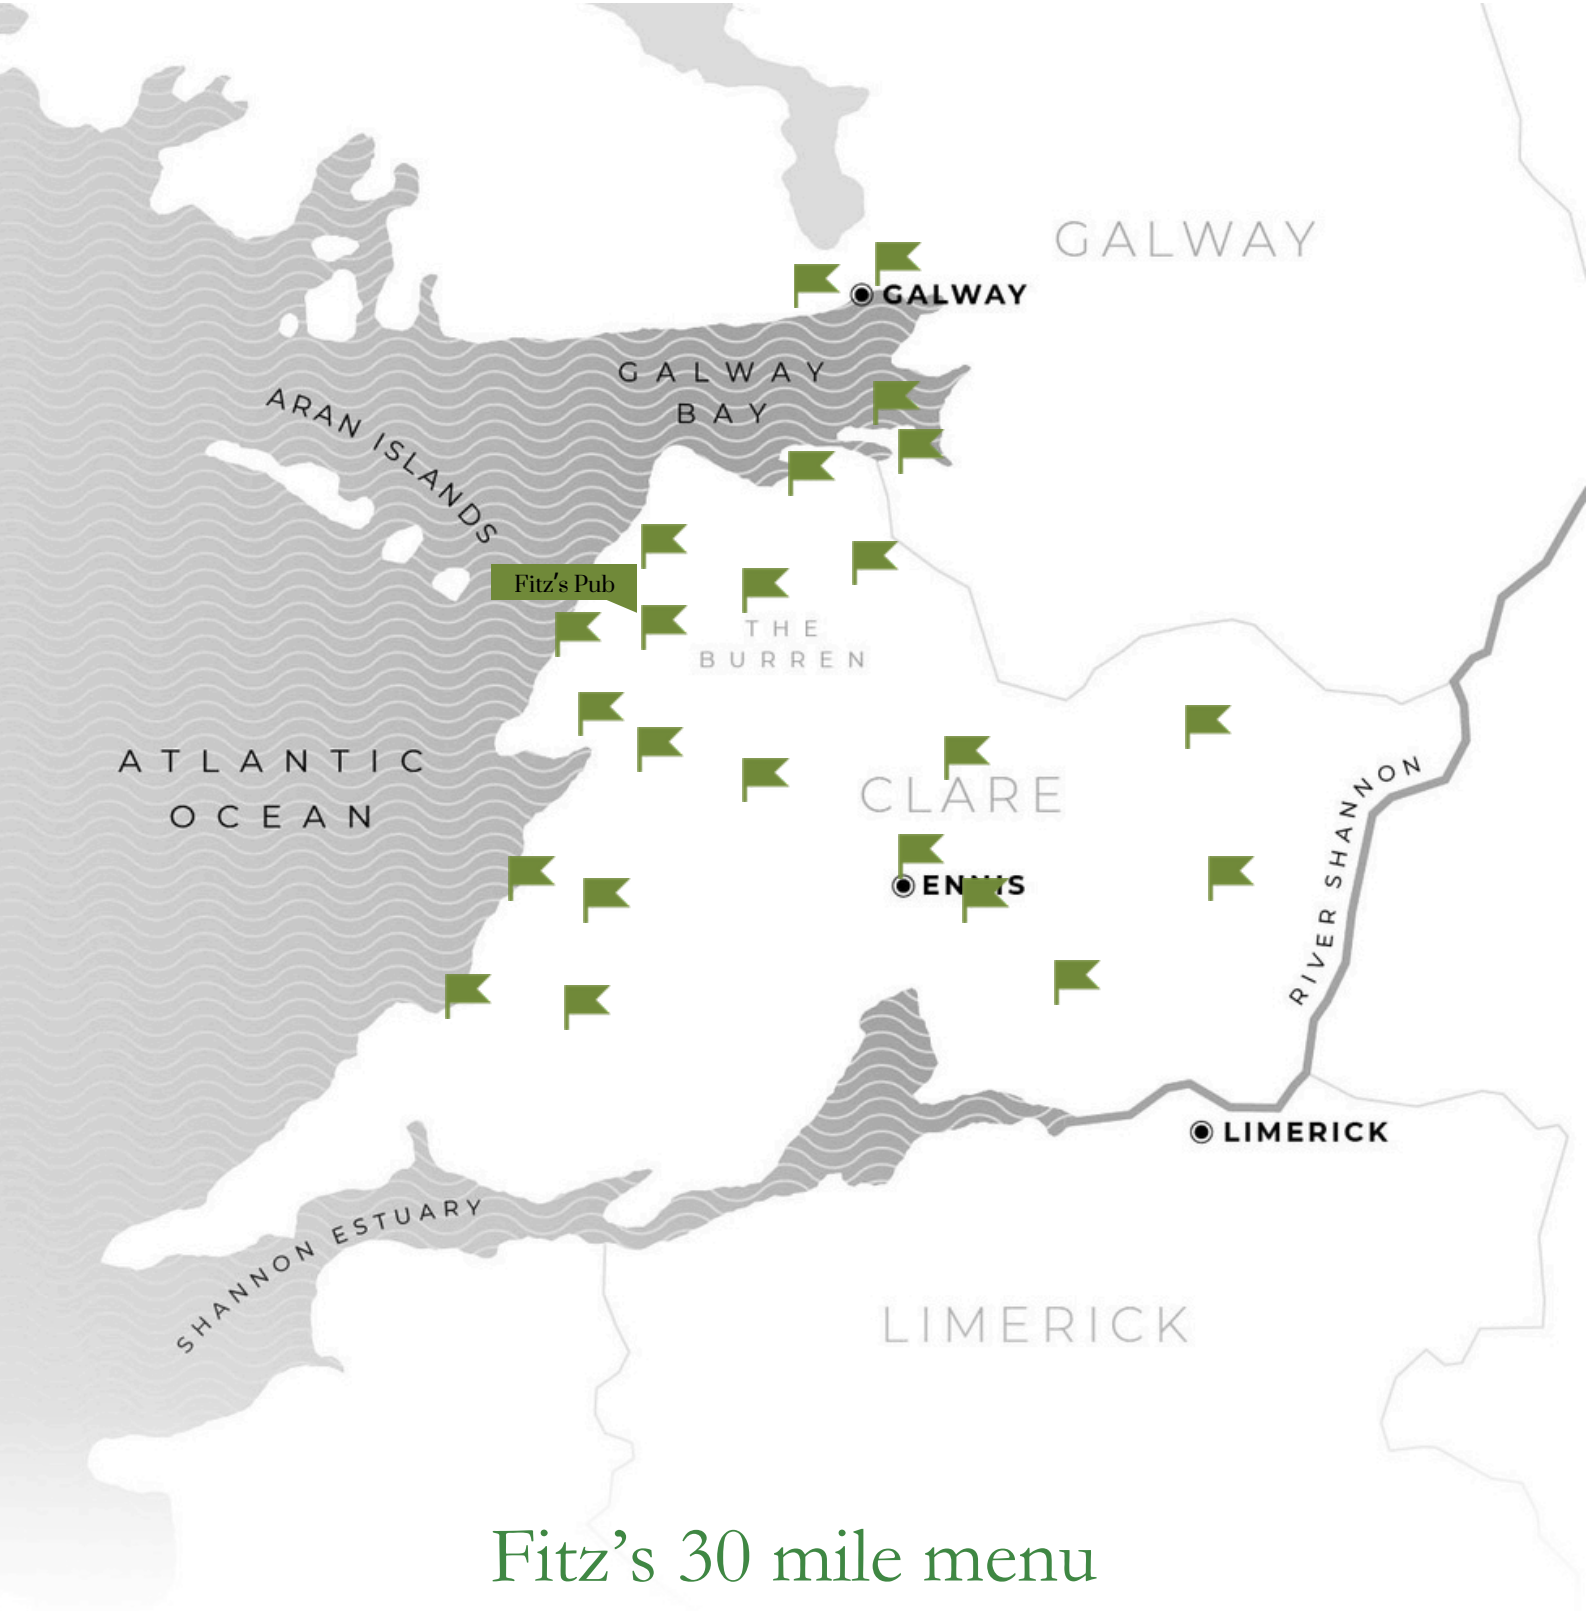 GALWAY
GALWAY
GALWAY
BAY
ARAN ISLANDS
Fitz's Pub
THE
BURREN
ATLANTIC
OCEAN
CLARE
RIVER SHANNON
ENNIS
LIMERICK
SHANNON ESTUARY
LIMERICK
Fitz’s 30 mile menu